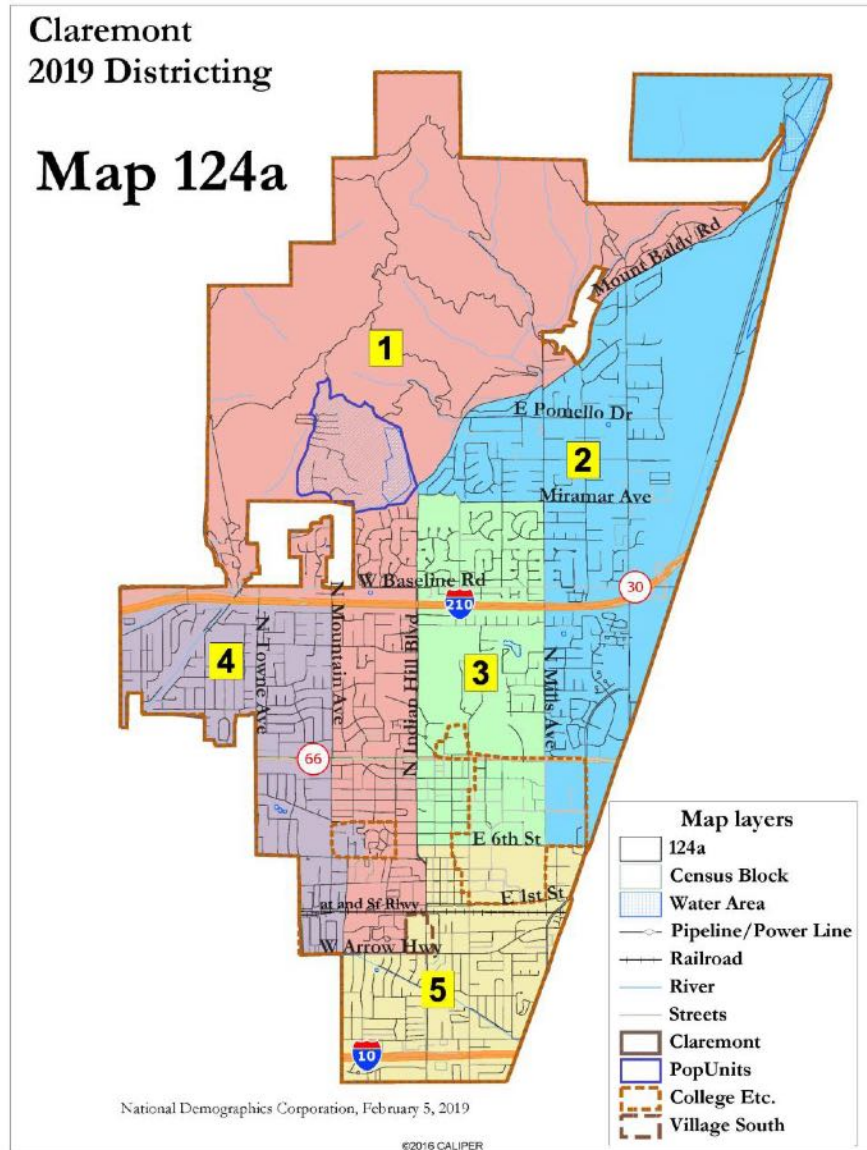 Claremont
2019 Districting
Map 124a
Mount Baldy Rd
1
E Pomello Dr
2
Miramar Ave
W Baseline Rd
30
210
N Towne Ave
N Mountain Ave
N Indian Hill Blvd
4
3
N Mills Ave
66
E 6th St
E 1st St
at and Sf Rlwy
W Arrow Hwy
5
10
Map layers
124a
Census Block
Water Area
Pipeline/Power Line
Railroad
River
Streets
Claremont
PopUnits
College Etc.
Village South
National Demographics Corporation, February 5, 2019
©2016 CALIPER